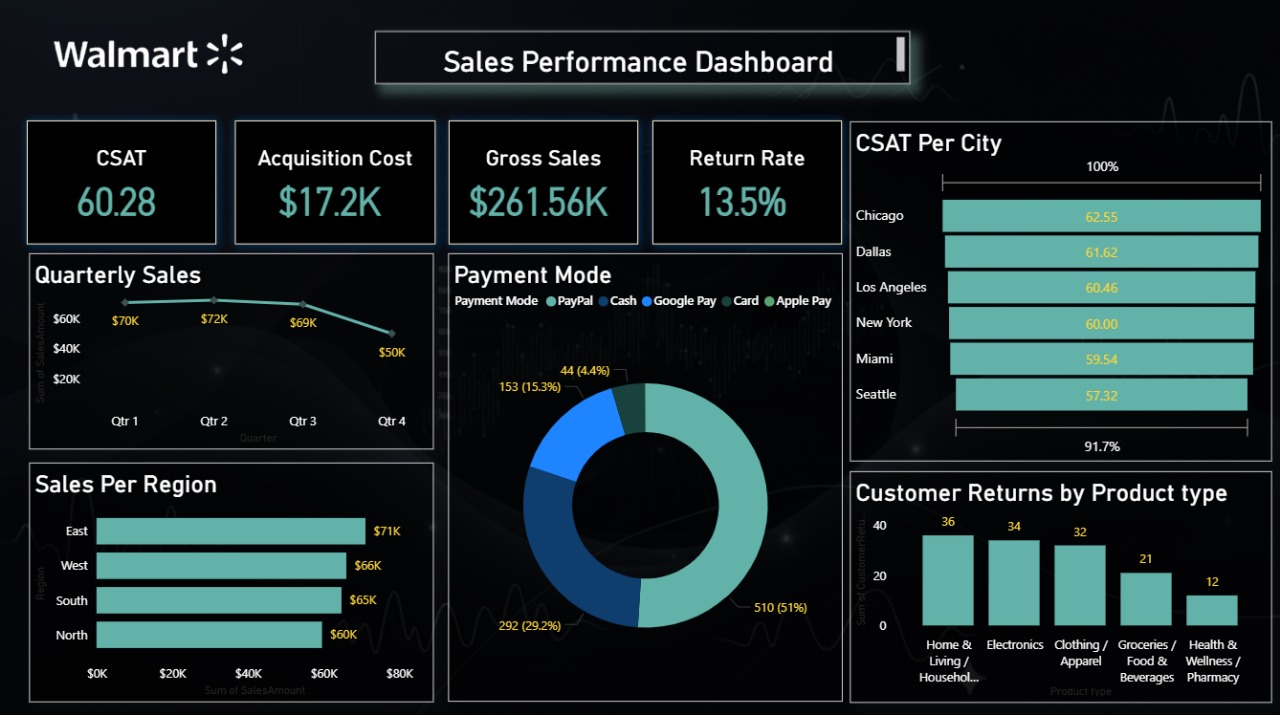 Walmart
Sales Performance Dashboard
CSAT
60.28
Acquisition Cost
$17.2K
Gross Sales
$261.56K
Return Rate
13.5%
CSAT Per City
100%
Chicago 62.55
Dallas 61.62
Los Angeles 60.46
New York 60.00
Miami 59.54
Seattle 57.32
91.7%
Quarterly Sales
Sum of SalesAmount
$60K
$40K
$20K
$70K
$72K
$69K
$50K
Qtr 1 Qtr 2 Qtr 3 Qtr 4
Quarter
Payment Mode
Payment Mode PayPal Cash Google Pay Card Apple Pay
44 (4.4%)
153 (15.3%)
292 (29.2%)
510 (51%)
Sales Per Region
Region
East $71K
West $66K
South $65K
North $60K
$0K $20K $40K $60K $80K
Sum of SalesAmount
Customer Returns by Product type
Sum of CustomerRetu...
40
20
0
36 34 32 21 12
Home &
Living /
Househol...
Electronics
Clothing /
Apparel
Groceries /
Food &
Beverages
Health &
Wellness /
Pharmacy
Product type